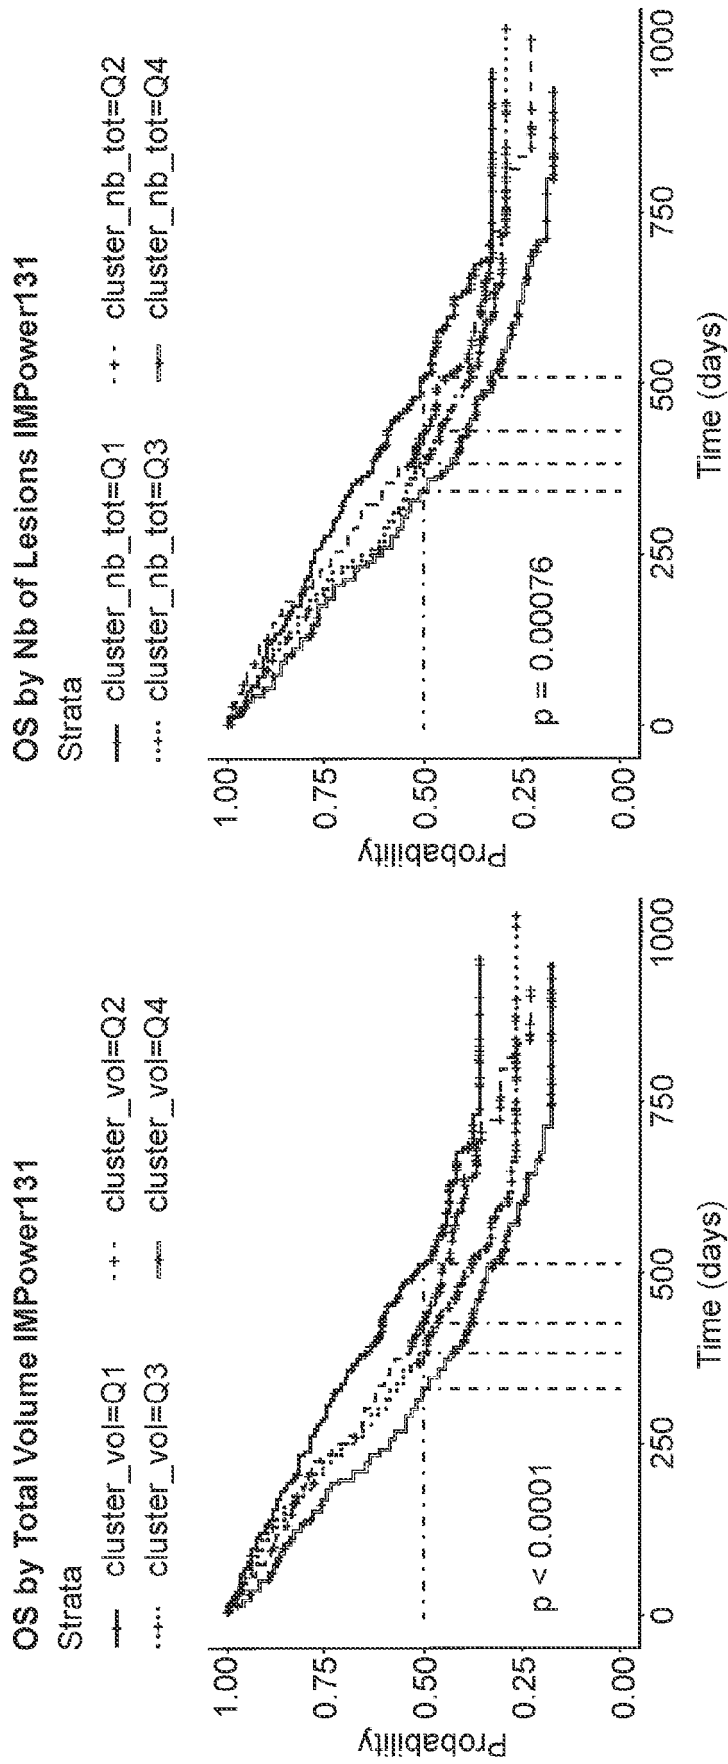 OS by Total Volume IMPower131
Strata
cluster_vol=Q1
cluster_vol=Q2
cluster_vol=Q3
cluster_vol=Q4
Probability
1.00
0.75
0.50
0.25
0.00
p < 0.0001
0
250
500
750
1000
Time (days)
OS by Nb of Lesions IMPower131
Strata
cluster_nb_tot=Q1
cluster_nb_tot=Q2
cluster_nb_tot=Q3
cluster_nb_tot=Q4
Probability
1.00
0.75
0.50
0.25
0.00
p = 0.00076
0
250
500
750
1000
Time (days)